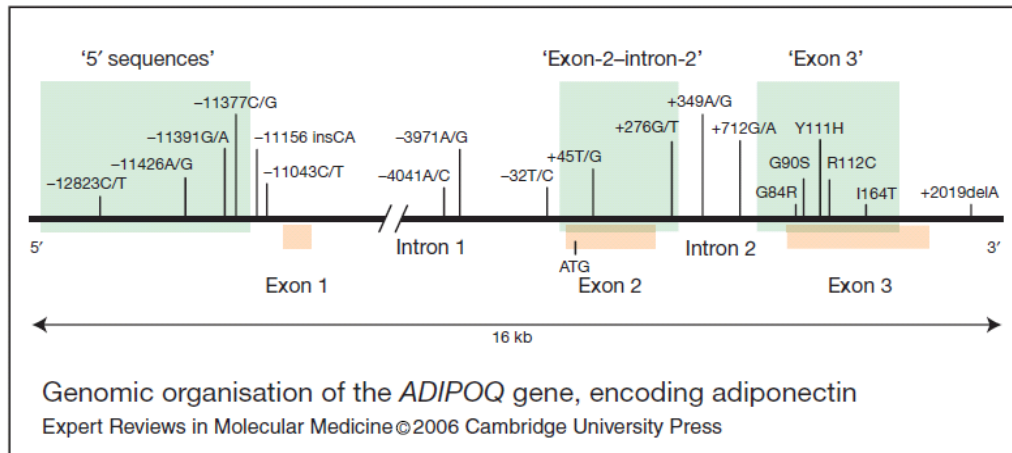 ‘5′ sequences’
‘Exon-2–intron-2’
‘Exon 3’
–11377C/G
+349A/G
–11391G/A
–11156 insCA
–3971A/G
+276G/T
+712G/A
Y111H
–11426A/G
+45T/G
G90S
R112C
–12823C/T
–11043C/T
–4041A/C
–32T/C
G84R
I164T
+2019delA
5′
Intron 1
Intron 2
3′
ATG
Exon 1
Exon 2
Exon 3
16 kb
Genomic organisation of the ADIPOQ gene, encoding adiponectin
Expert Reviews in Molecular Medicine©2006 Cambridge University Press